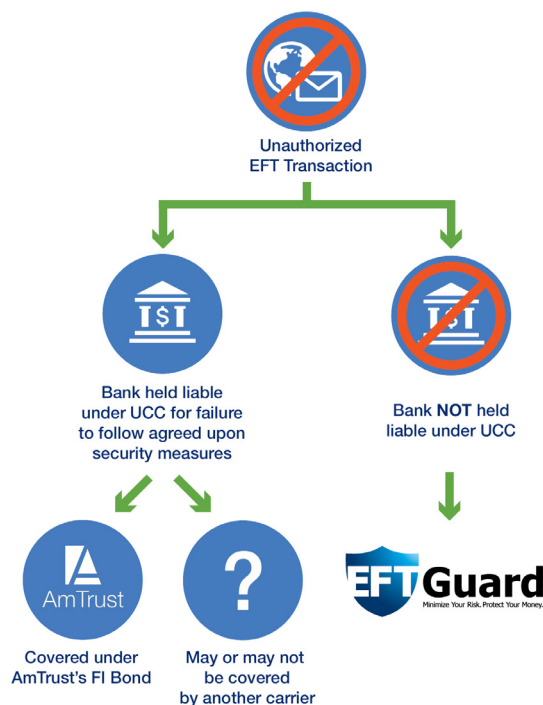 Unauthorized
EFT Transaction
$
$
Bank held liable
under UCC for failure
to follow agreed upon
security measures
Bank NOT held
liable under UCC
AmTrust
?
EFTGuard
Minimize Your Risk. Protect Your Money.
Covered under
AmTrust's FI Bond
May or may not
be covered
by another carrier